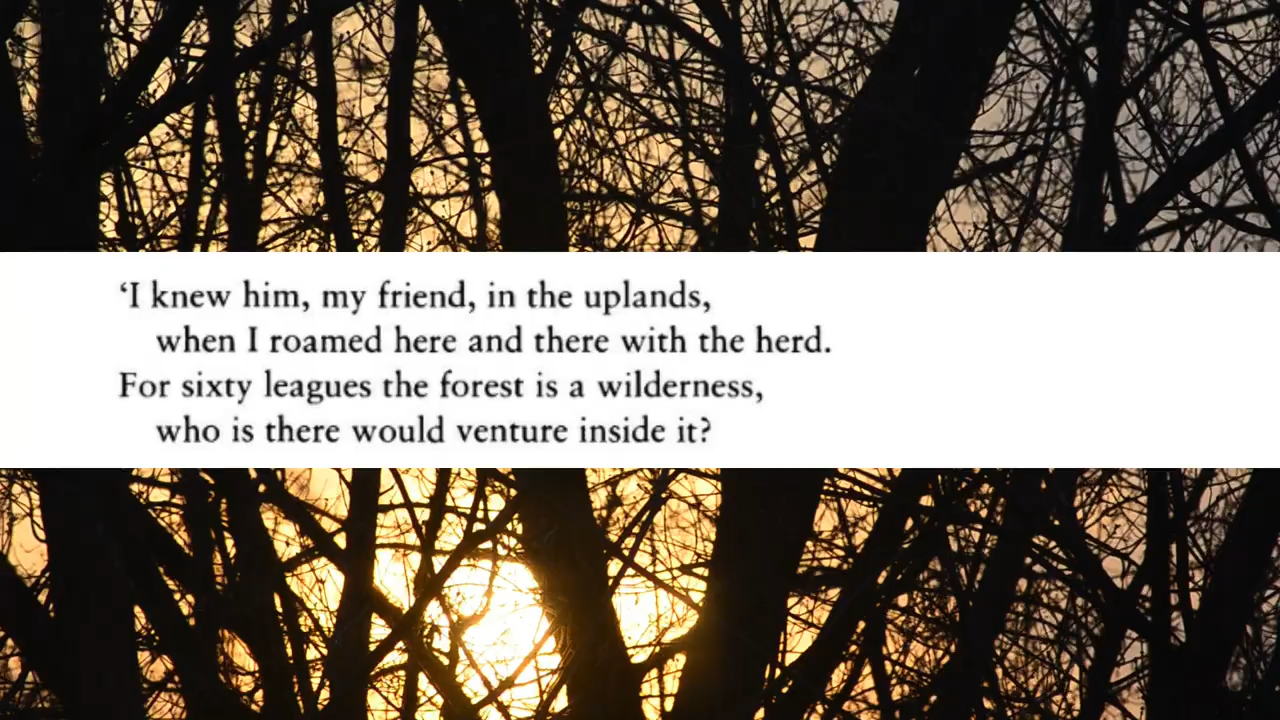 ‘I knew him, my friend, in the uplands,
when I roamed here and there with the herd.
For sixty leagues the forest is a wilderness,
who is there would venture inside it?